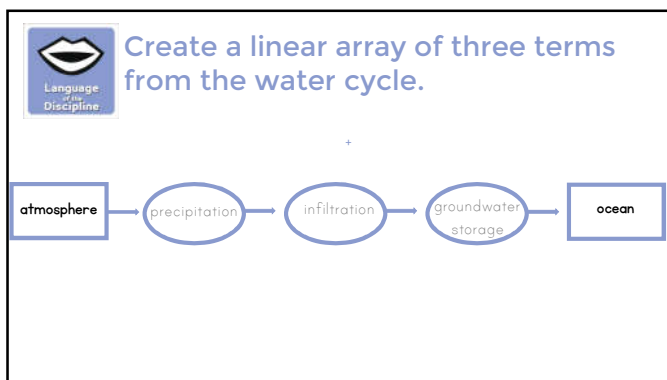 Create a linear array of three terms
from the water cycle.
Language
of the
Discipline
+
atmosphere
precipitation
infiltration
groundwater
storage
ocean